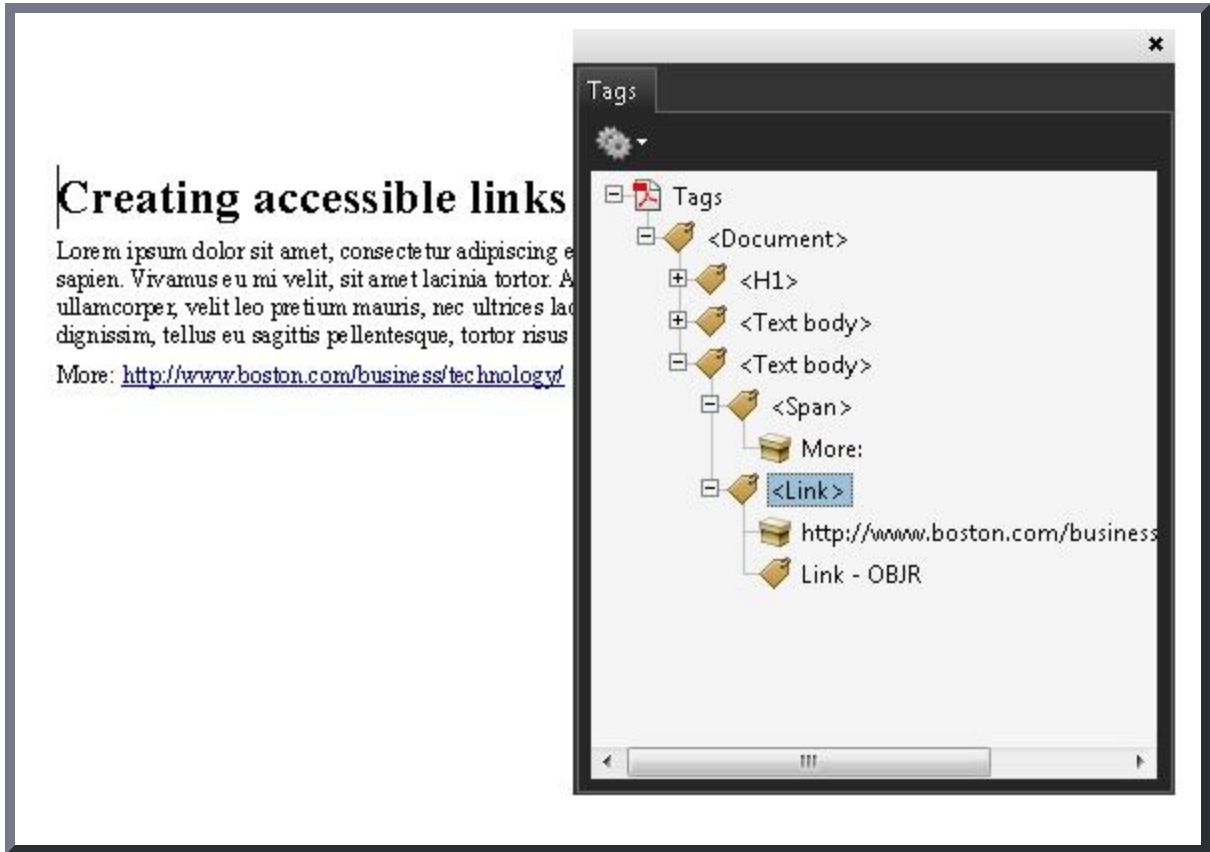 Creating accessible links
Lorem ipsum dolor sit amet, consectetur adipiscing e
sapien. Vivamus eu mi velit, sit amet lacinia tortor. A
ullamcorper, velit leo pretium mauris, nec ultrices lac
dignissim, tellus eu sagittis pellentesque, tortor risus
More: http://www.boston.com/business/technology/
Tags
Tags
<Document>
<H1>
<Text body>
<Text body>
<Span>
More:
<Link>
http://www.boston.com/business
Link - OBJR